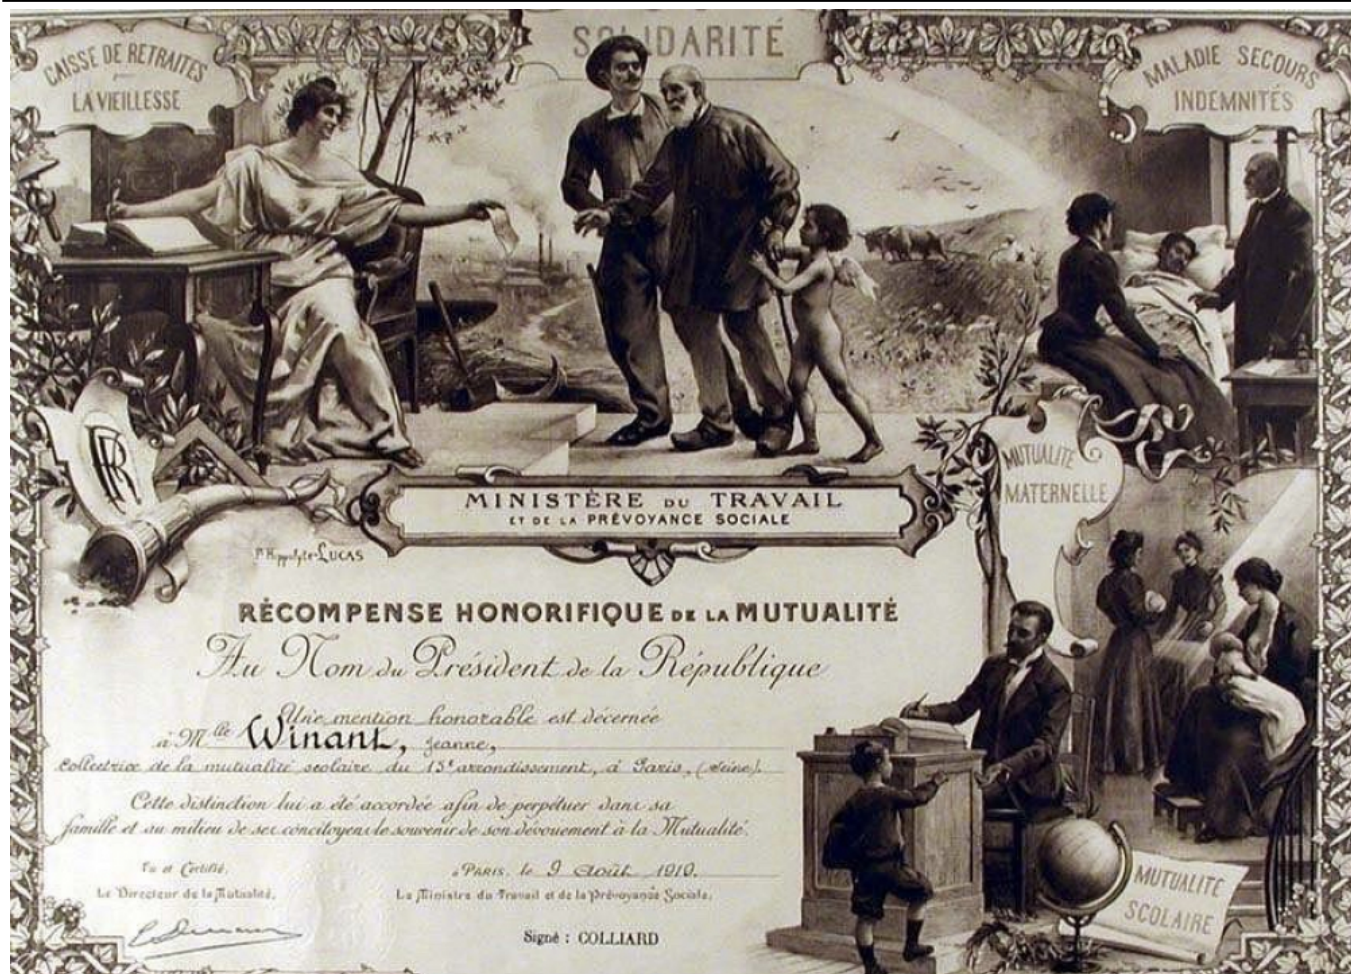 CAISSE DE RETRAITES
pour
LA VIEILLESSE
SOLIDARITÉ
MALADIE SECOURS
INDEMNITÉS
RF
MUTUALITÉ
MATERNELLE
MINISTÈRE DU TRAVAIL
ET DE LA PRÉVOYANCE SOCIALE
Hippolyte-LUCAS
RÉCOMPENSE HONORIFIQUE DE LA MUTUALITÉ
Au Nom du Président de la République
Une mention honorable est décernée
à Mlle Winant, Jeanne,
Collectrice de la mutualité scolaire du arrondissement, à Paris, (Seine).
Cette distinction lui a été accordée afin de perpétuer dans sa
famille et au milieu de ses concitoyens le souvenir de son dévouement à la Mutualité.
Vu et Certifié,
Le Directeur de la Mutualité,
à PARIS, le 9 Août 1919.
Le Ministre du Travail et de la Prévoyance Sociale,
Signé : COLLIARD
MUTUALITÉ
SCOLAIRE